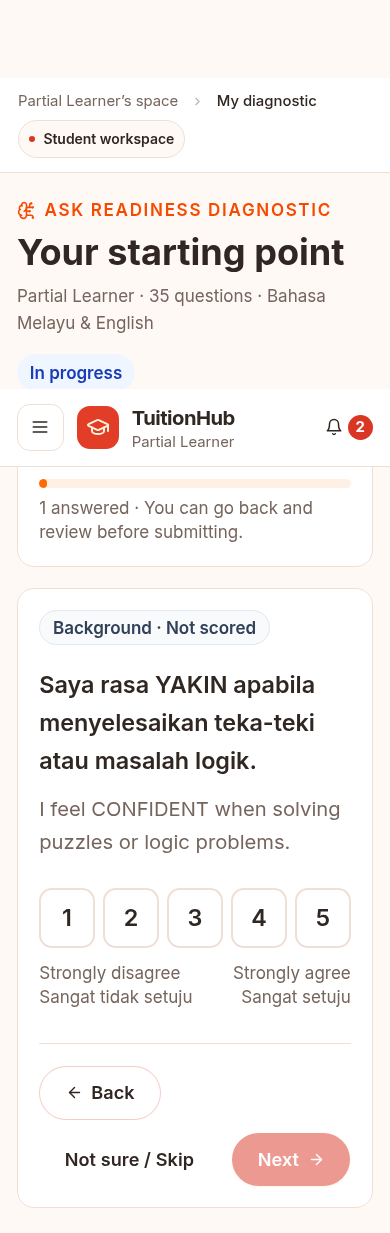 Partial Learner’s space > My diagnostic
Student workspace
ASK READINESS DIAGNOSTIC
Your starting point
Partial Learner · 35 questions · Bahasa
Melayu & English
In progress
TuitionHub
Partial Learner
2
1 answered · You can go back and
review before submitting.
Background · Not scored
Saya rasa YAKIN apabila
menyelesaikan teka-teki
atau masalah logik.
I feel CONFIDENT when solving
puzzles or logic problems.
1 2 3 4 5
Strongly disagree Strongly agree
Sangat tidak setuju Sangat setuju
← Back
Not sure / Skip Next →